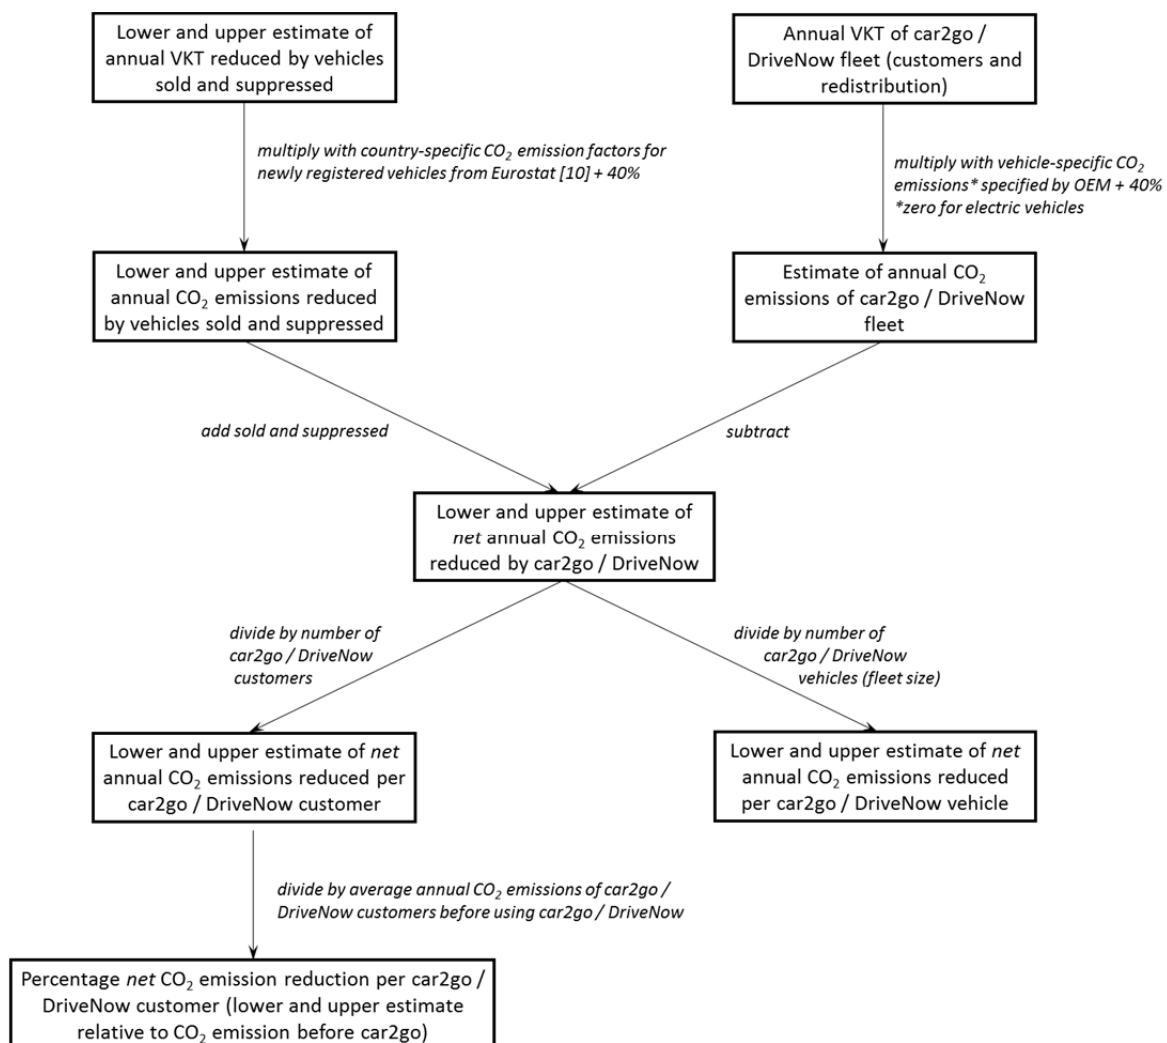 Lower and upper estimate of
annual VKT reduced by vehicles
sold and suppressed
Annual VKT of car2go /
DriveNow fleet (customers and
redistribution)
multiply with country-specific CO₂ emission factors for
newly registered vehicles from Eurostat [10] + 40%
multiply with vehicle-specific CO₂
emissions* specified by OEM + 40%
*zero for electric vehicles
Lower and upper estimate of
annual CO₂ emissions reduced
by vehicles sold and suppressed
Estimate of annual CO₂
emissions of car2go / DriveNow
fleet
add sold and suppressed
subtract
Lower and upper estimate of
net annual CO₂ emissions
reduced by car2go / DriveNow
divide by number of
car2go / DriveNow
customers
divide by number of
car2go / DriveNow
vehicles (fleet size)
Lower and upper estimate of net
annual CO₂ emissions reduced per
car2go / DriveNow customer
Lower and upper estimate of net
annual CO₂ emissions reduced
per car2go / DriveNow vehicle
divide by average annual CO₂ emissions of car2go /
DriveNow customers before using car2go / DriveNow
Percentage net CO₂ emission reduction per car2go /
DriveNow customer (lower and upper estimate
relative to CO₂ emission before car2go)